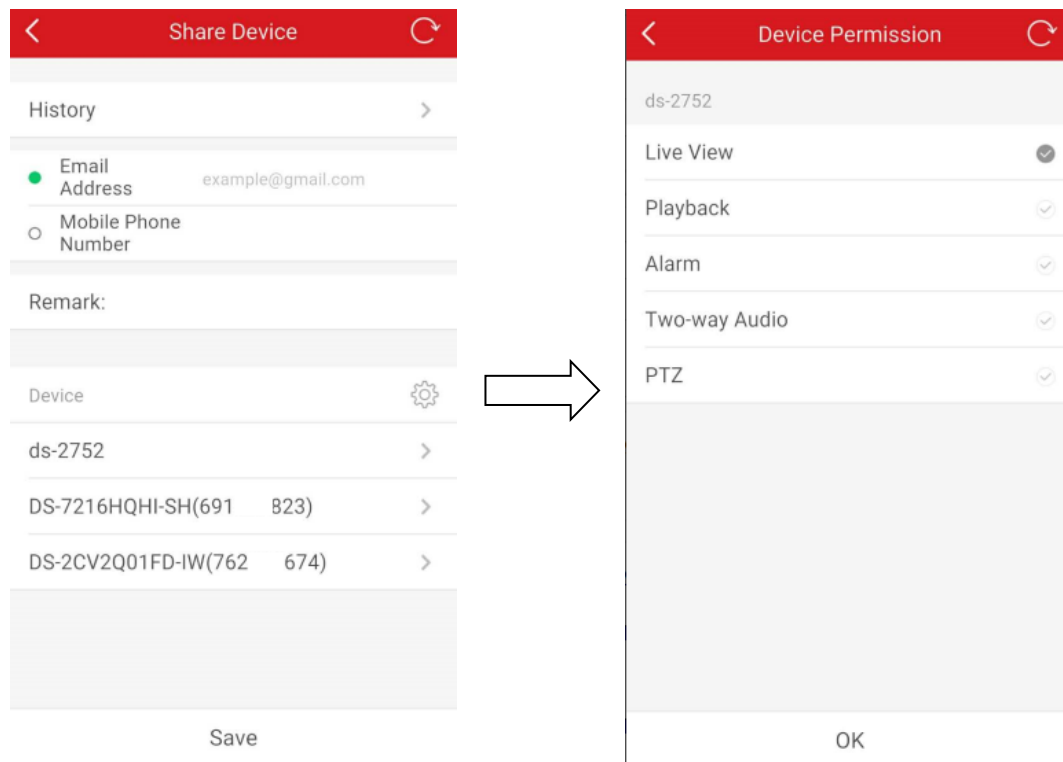 Share Device
History
Email
Address
example@gmail.com
Mobile Phone
Number
Remark:
Device
ds-2752
DS-7216HQHI-SH(691 823)
DS-2CV2Q01FD-IW(762 674)
Save
Device Permission
ds-2752
Live View
Playback
Alarm
Two-way Audio
PTZ
OK